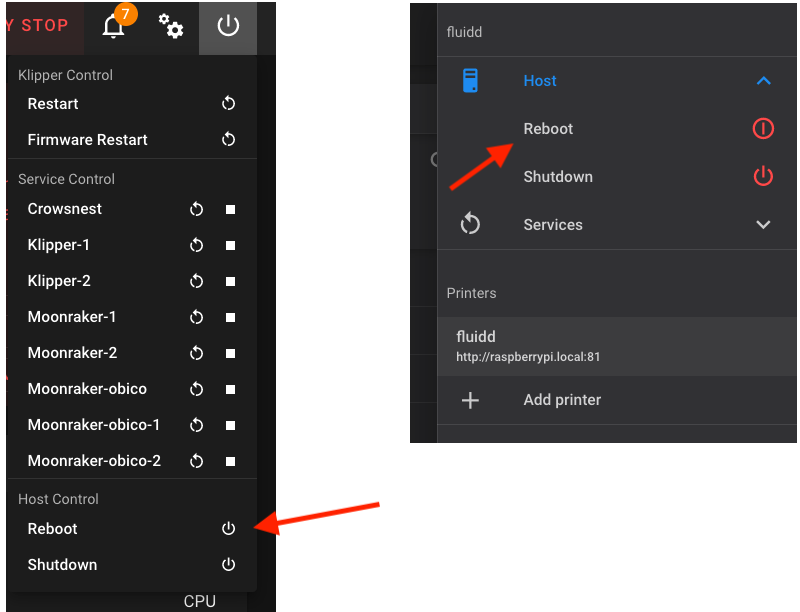 Y STOP
7
Klipper Control
Restart
Firmware Restart
Service Control
Crowsnest
Klipper-1
Klipper-2
Moonraker-1
Moonraker-2
Moonraker-obico
Moonraker-obico-1
Moonraker-obico-2
Host Control
Reboot
Shutdown
CPU
fluidd
Host
Reboot
Shutdown
Services
Printers
fluidd
http://raspberrypi.local:81
Add printer